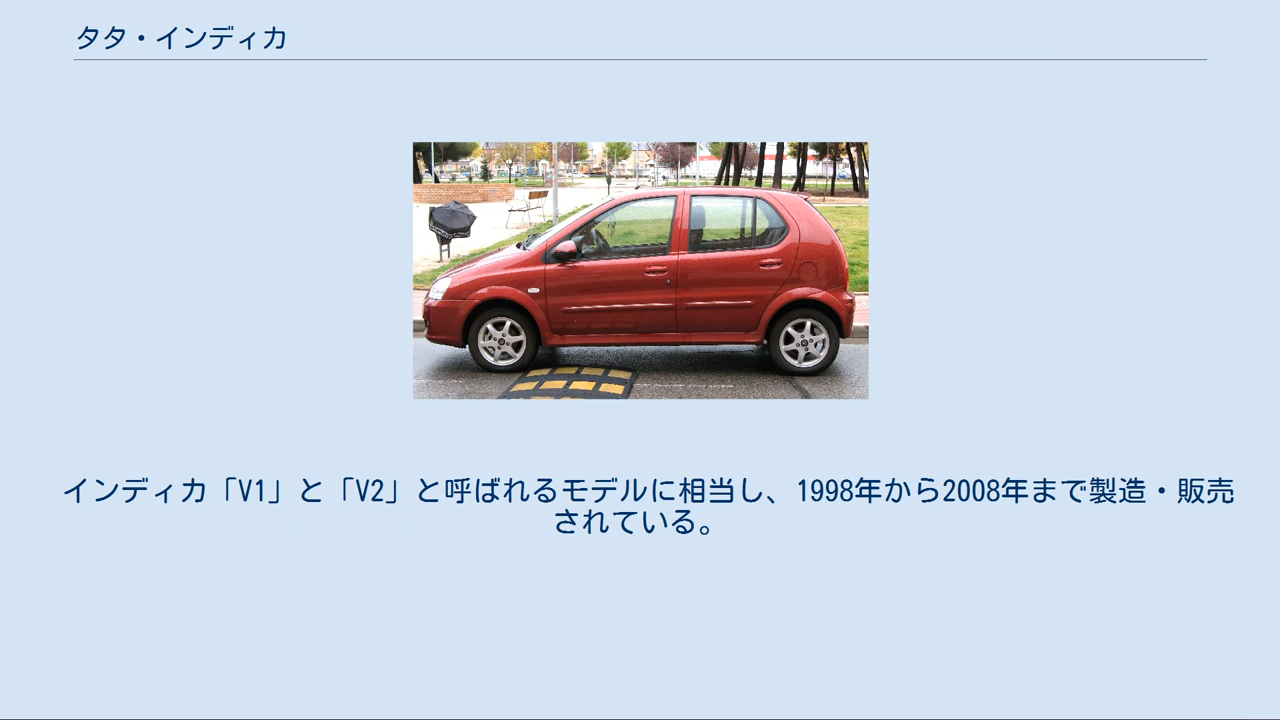 タタ・インディカ
インディカ「V1」と「V2」と呼ばれるモデルに相当し、1998年から2008年まで製造・販売
されている。